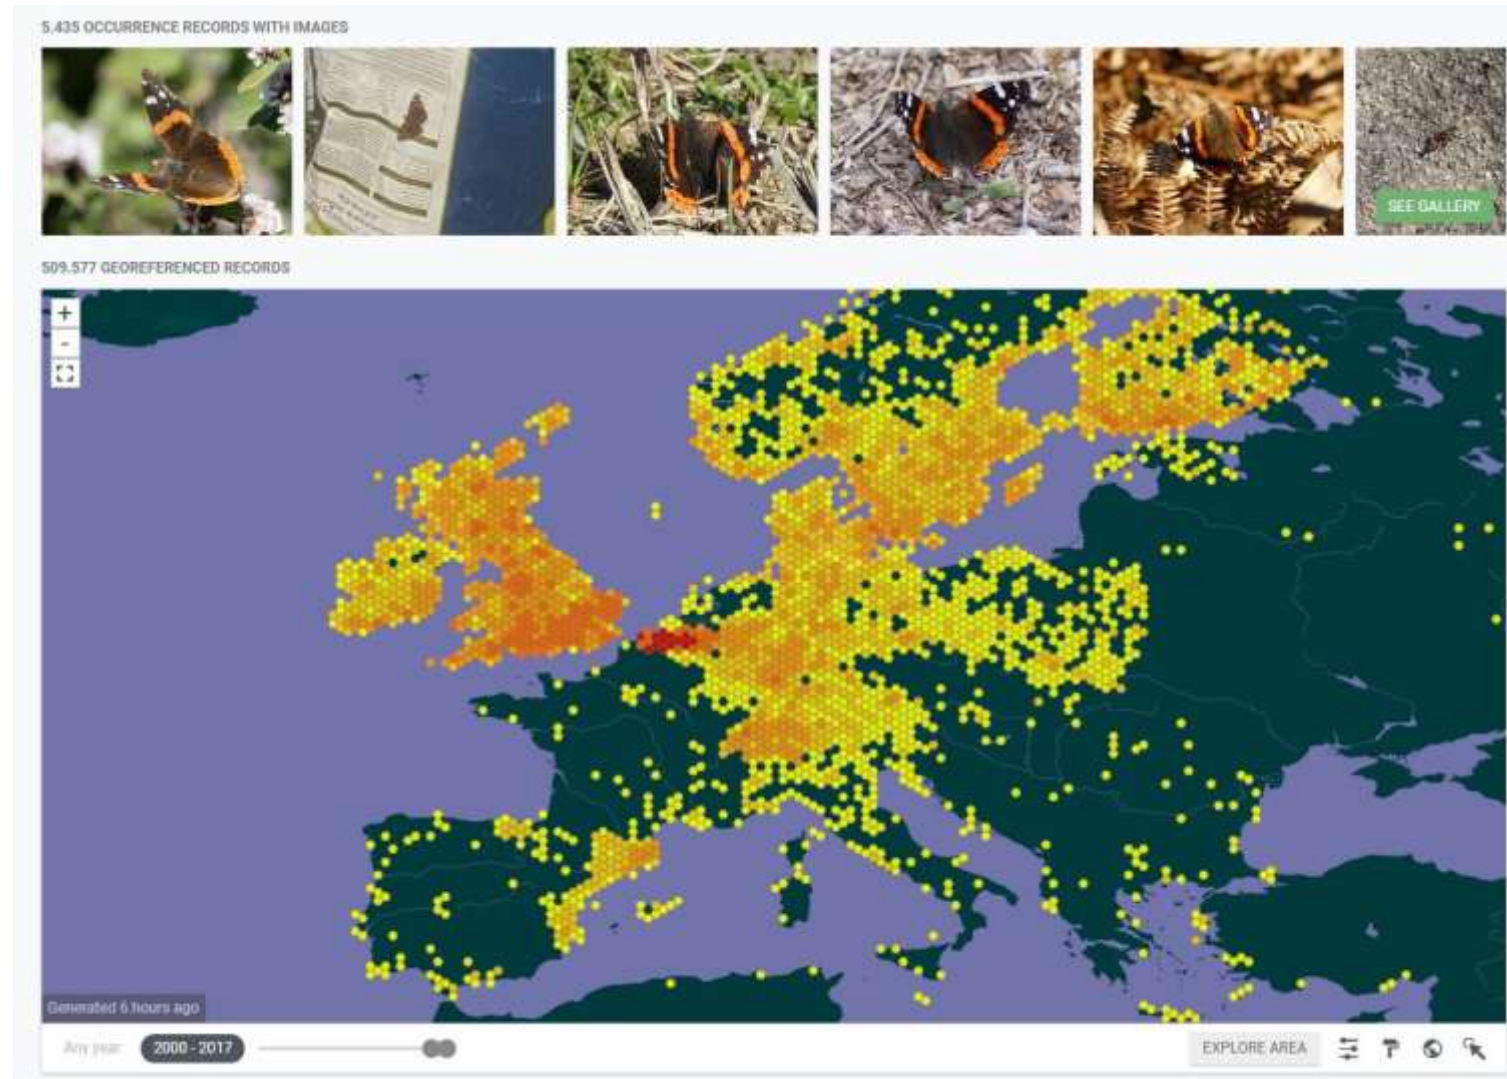 5.435 OCCURRENCE RECORDS WITH IMAGES
SEE GALLERY
509.577 GEOREFERENCED RECORDS
+
-
Generated 6 hours ago
Any year 2000 - 2017 EXPLORE AREA